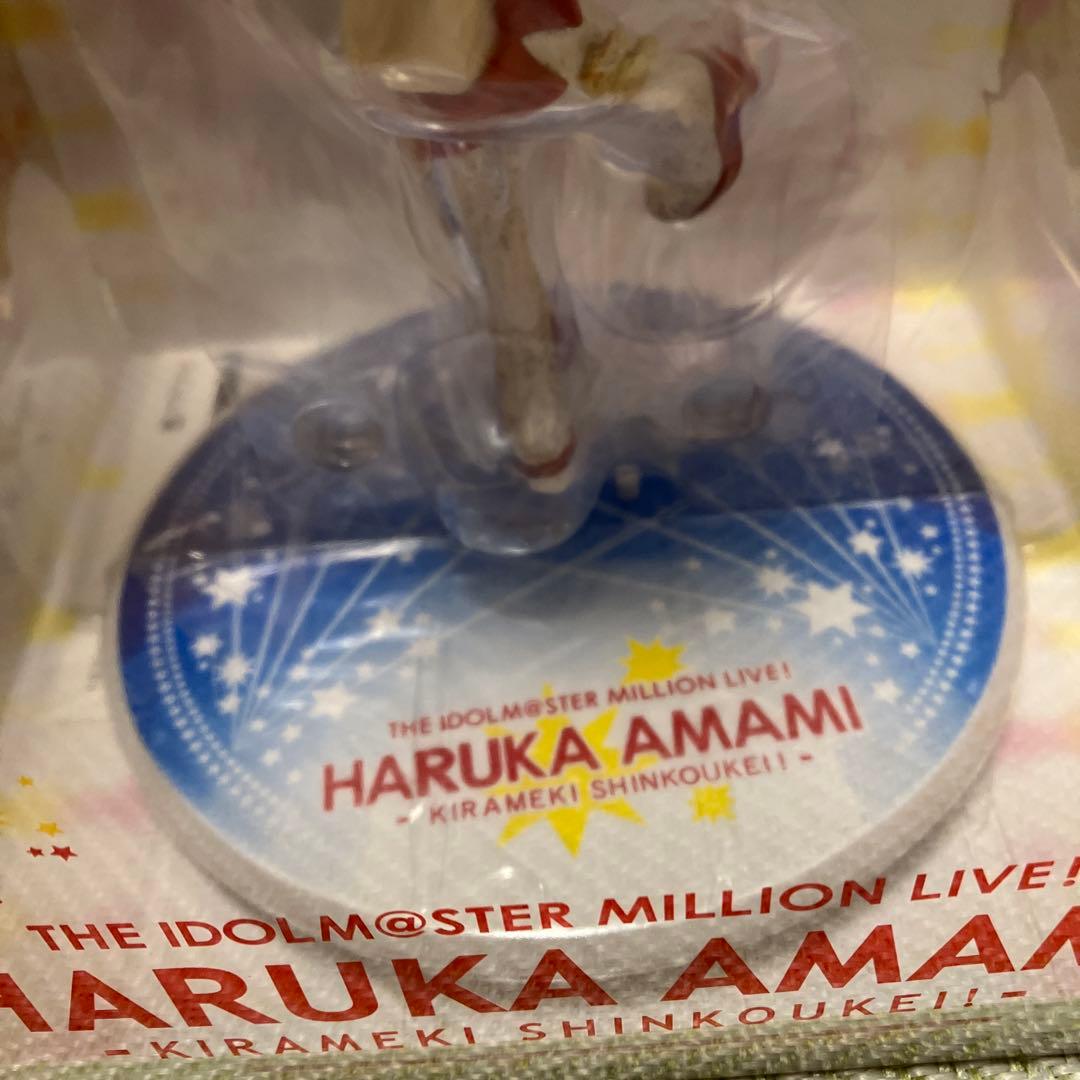 THE IDOLM@STER MILLION LIVE!
HARUKA AMAMI
- KIRAMEKI SHINKOUKEI! -
THE IDOLM@STER MILLION LIVE!
HARUKA AMAM
- KIRAMEKI SHINKOUKEI! -